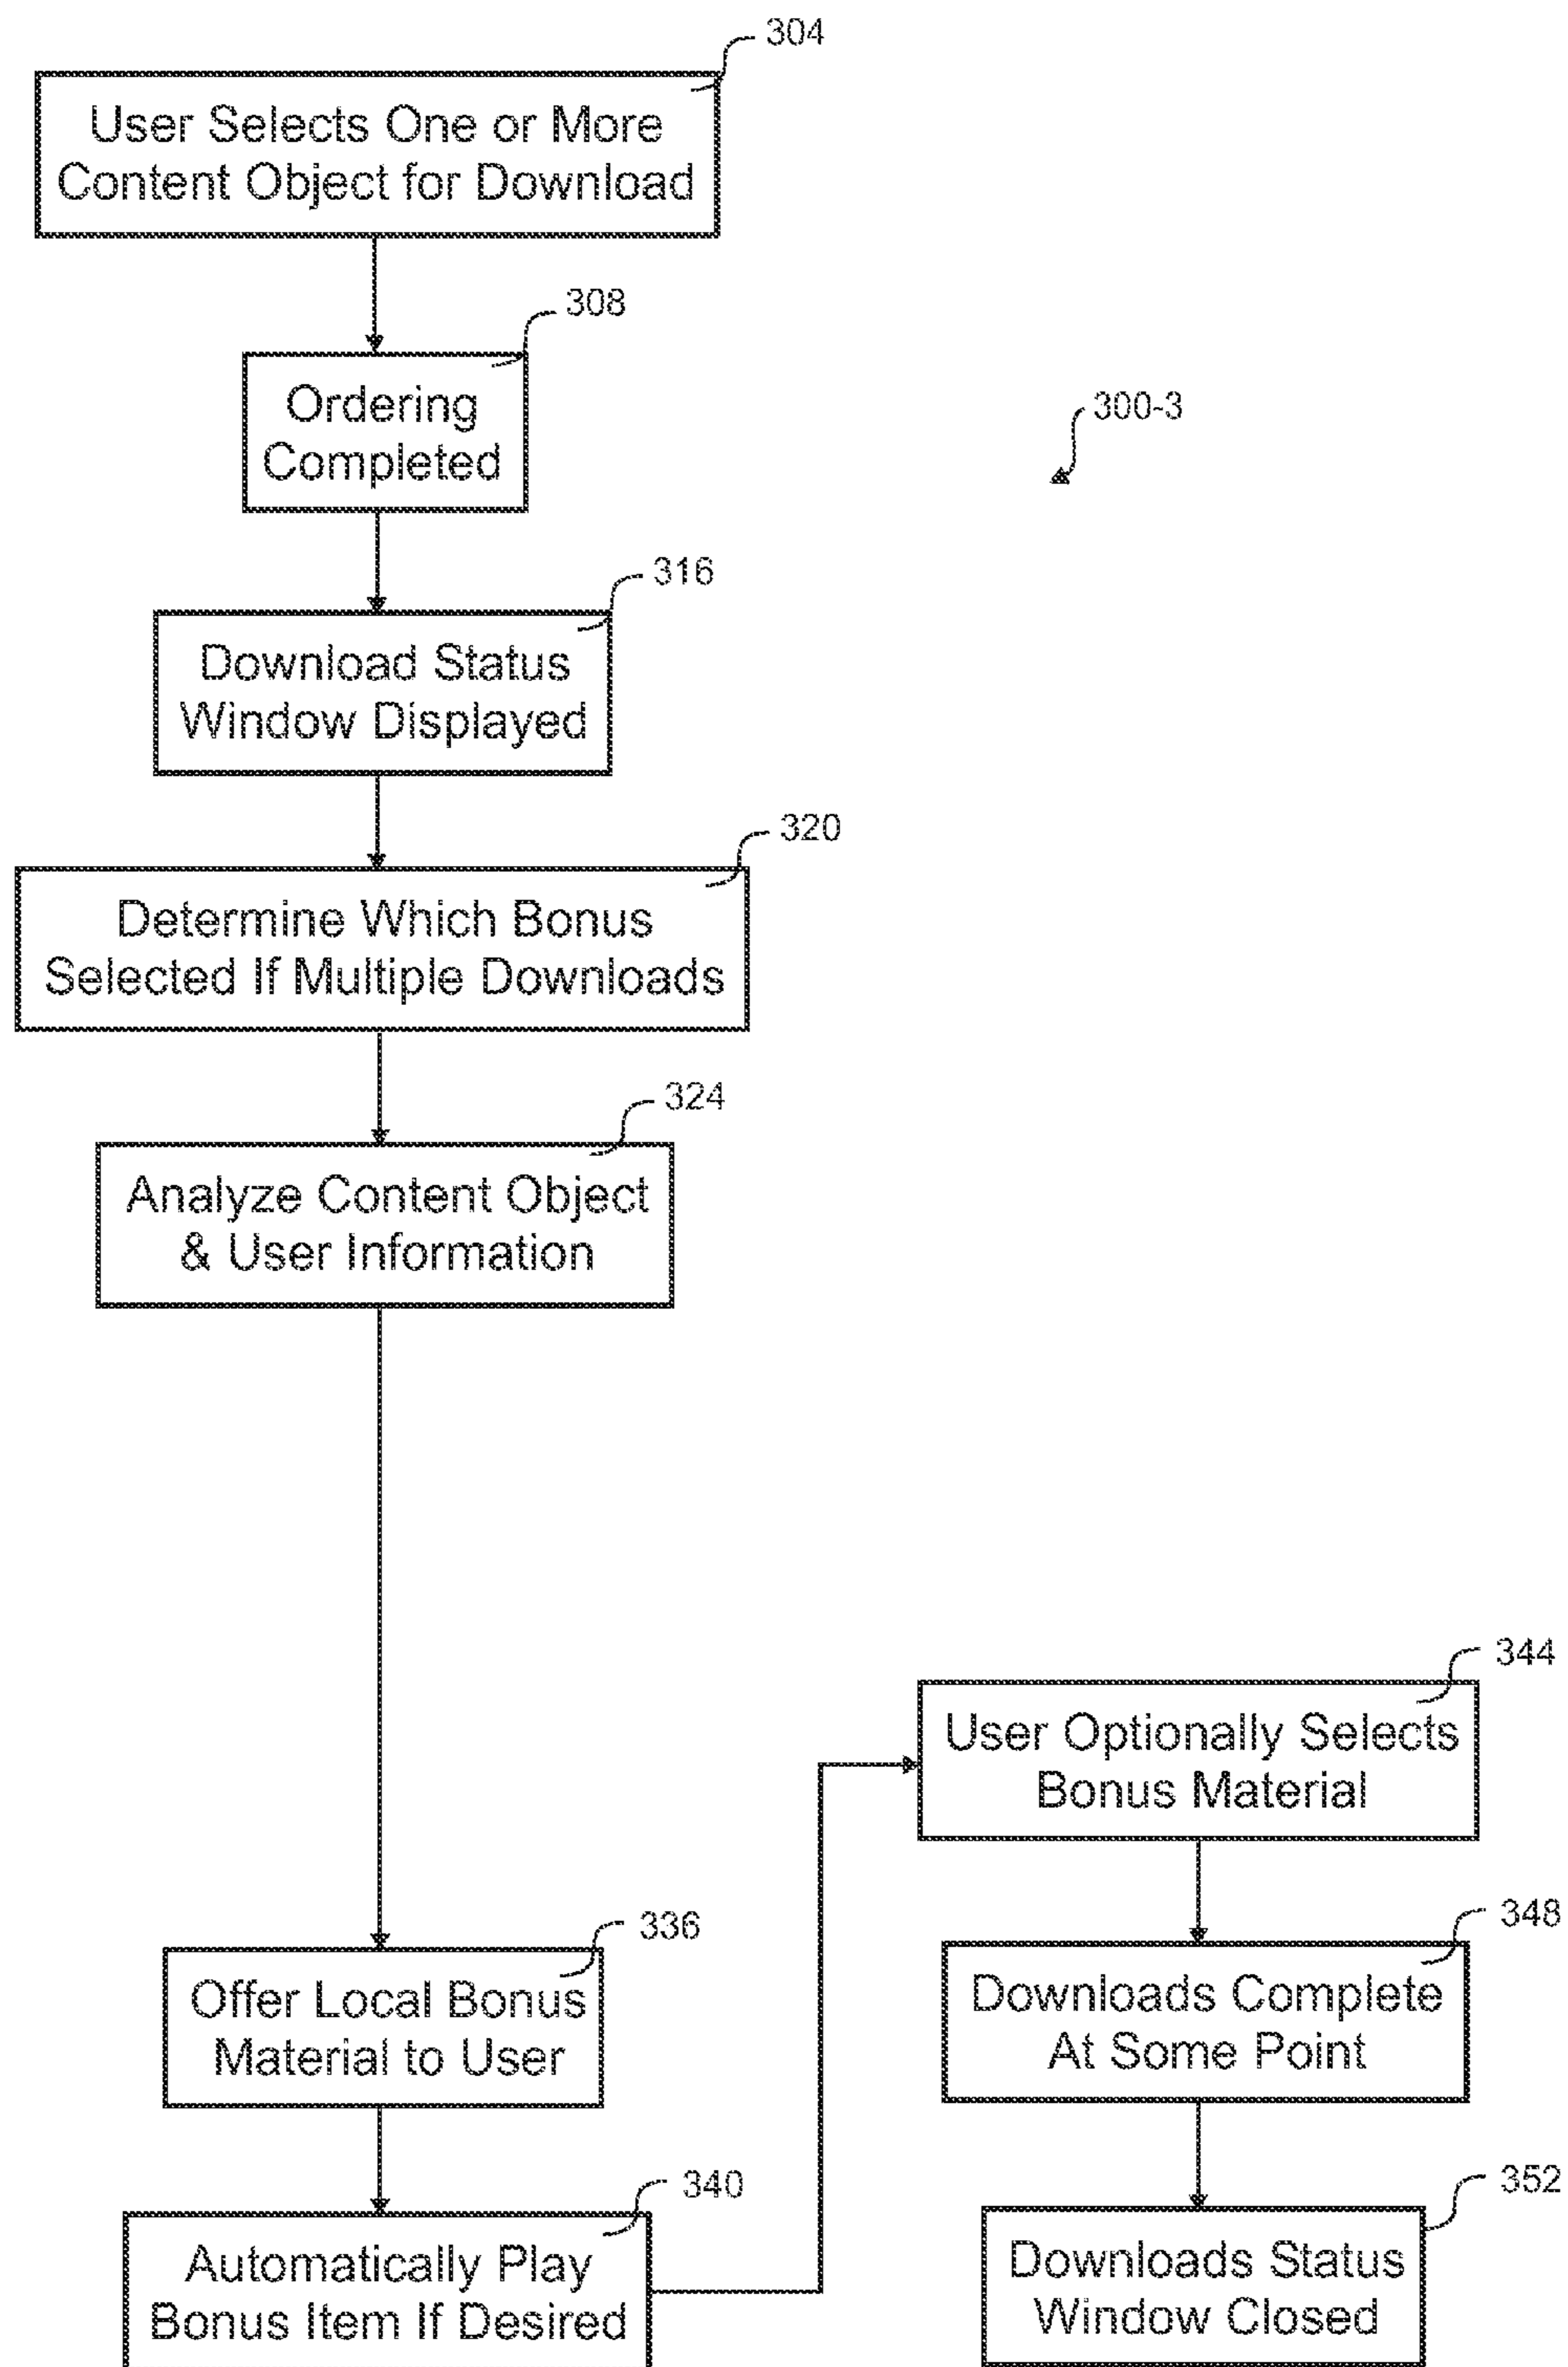 304
User Selects One or More
Content Object for Download
308
Ordering
Completed
300-3
316
Download Status
Window Displayed
320
Determine Which Bonus
Selected If Multiple Downloads
324
Analyze Content Object
& User Information
336
Offer Local Bonus
Material to User
340
Automatically Play
Bonus Item If Desired
344
User Optionally Selects
Bonus Material
348
Downloads Complete
At Some Point
352
Downloads Status
Window Closed